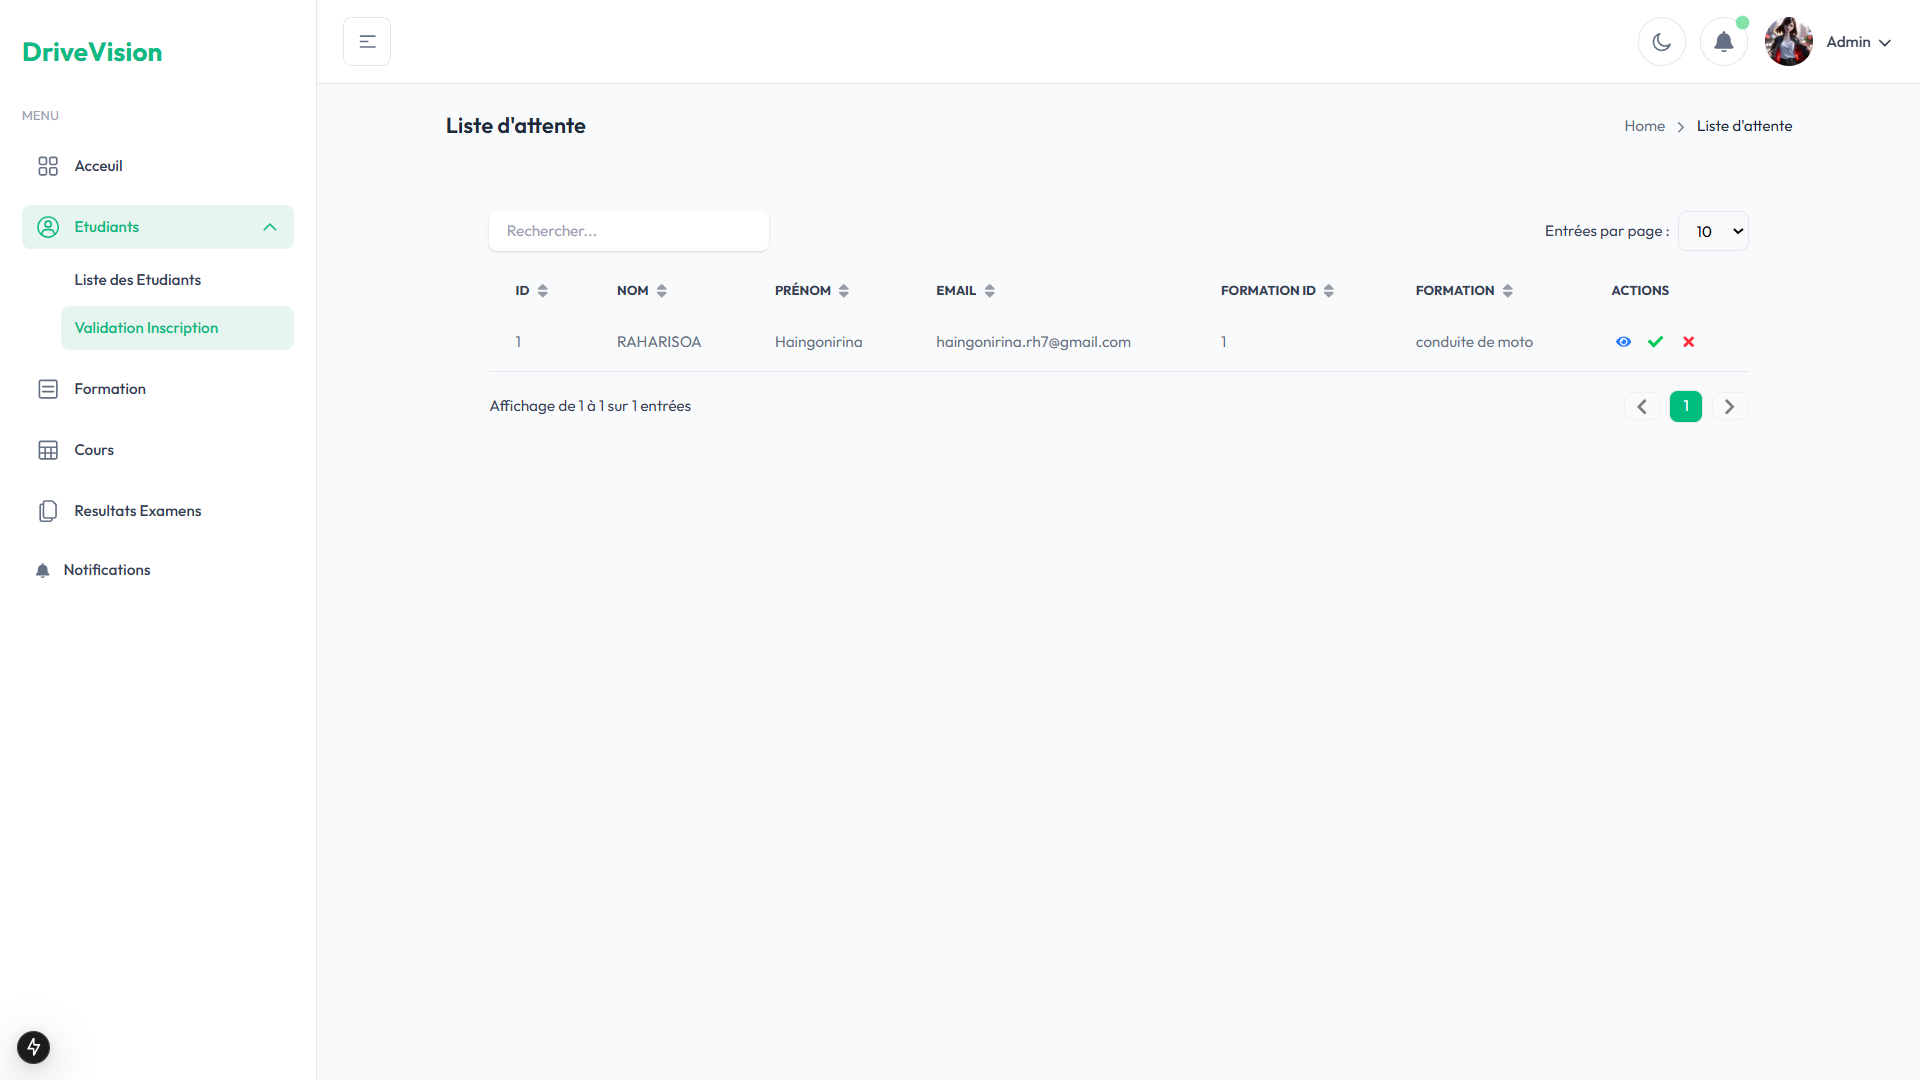 DriveVision
Admin
MENU
Acceuil
Etudiants
Liste des Etudiants
Validation Inscription
Formation
Cours
Resultats Examens
Notifications
Liste d'attente
Home > Liste d'attente
Rechercher...
Entrées par page : 10
ID NOM PRÉNOM EMAIL FORMATION ID FORMATION ACTIONS
1 RAHARISOA Haingonirina haingonirina.rh7@gmail.com 1 conduite de moto
Affichage de 1 à 1 sur 1 entrées
1